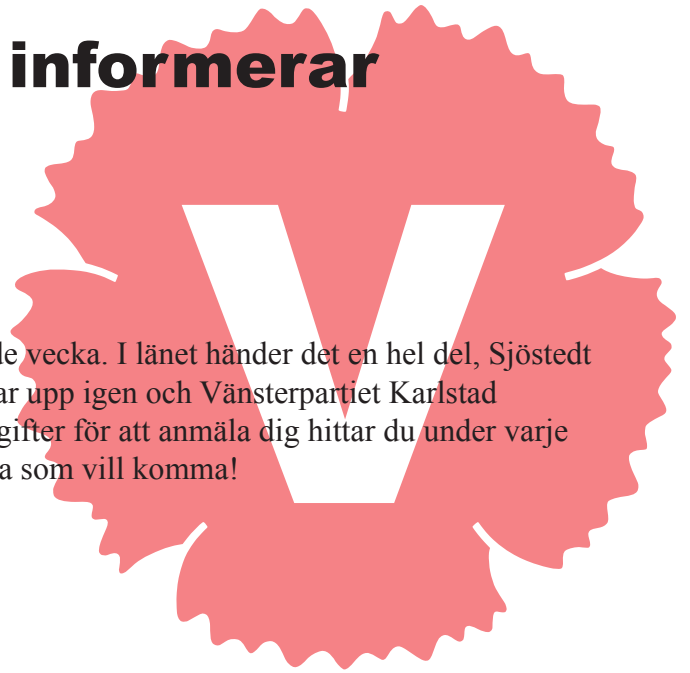 informerar
V
de vecka. I länet händer det en hel del, Sjöstedt
ar upp igen och Vänsterpartiet Karlstad
gifter för att anmäla dig hittar du under varje
a som vill komma!